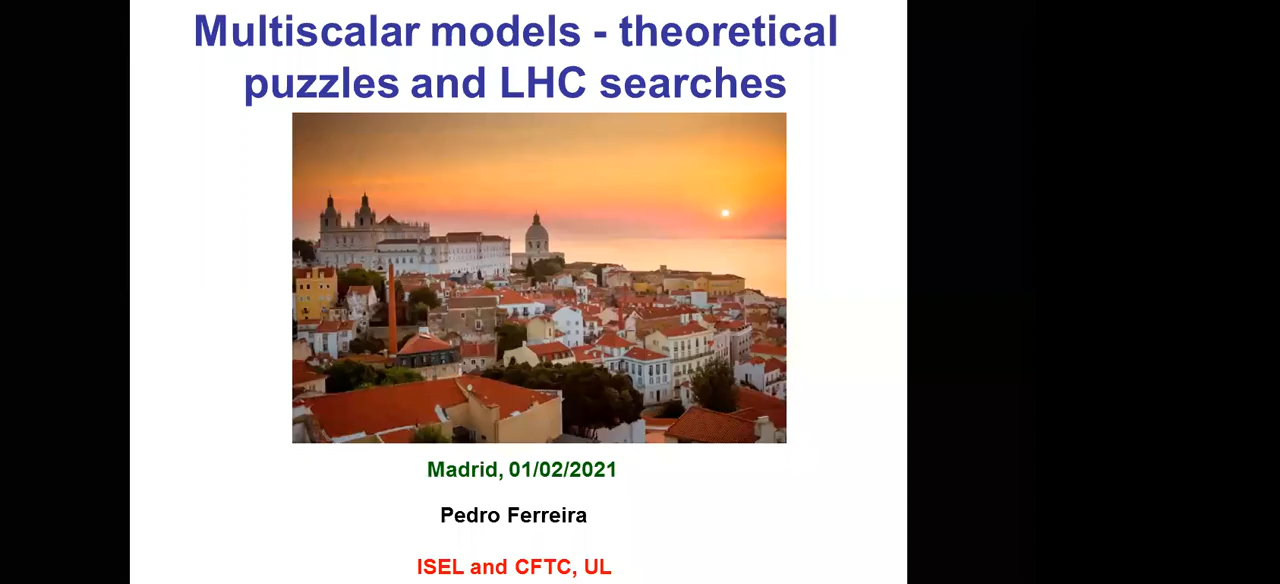 Multiscalar models - theoretical
puzzles and LHC searches
Madrid, 01/02/2021
Pedro Ferreira
ISEL and CFTC, UL